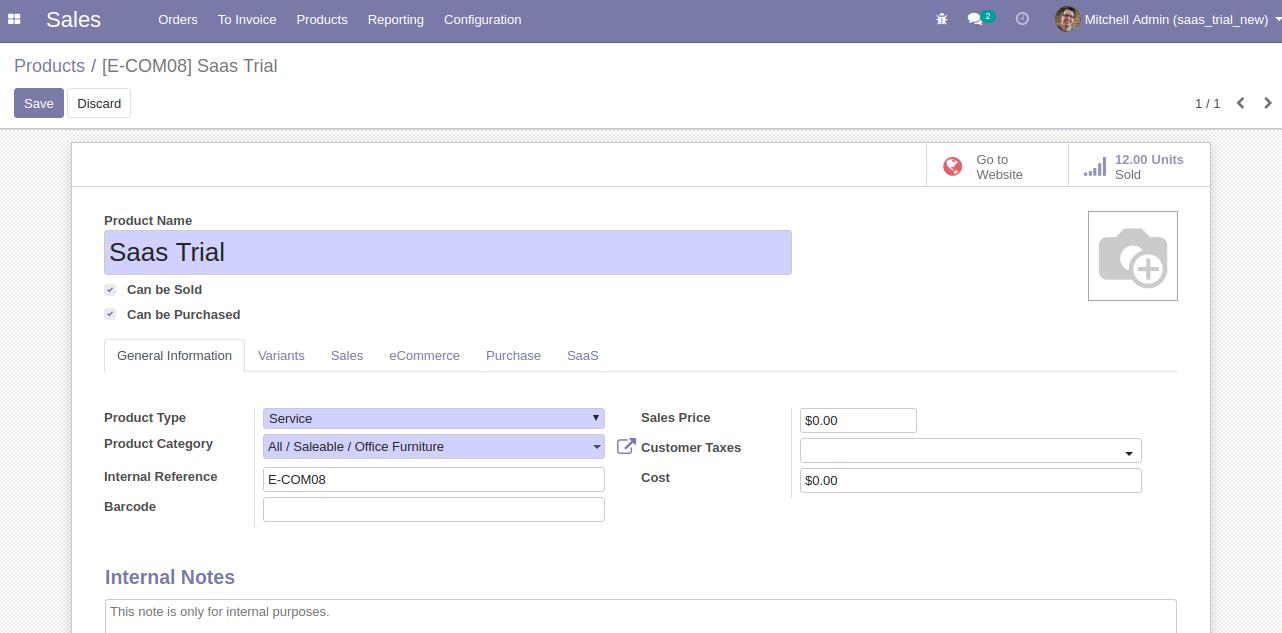 Sales Orders To Invoice Products Reporting Configuration 2 Mitchell Admin (saas_trial_new)
Products / [E-COM08] Saas Trial
Save Discard 1 / 1
Go to Website 12.00 Units Sold
Product Name
Saas Trial
Can be Sold
Can be Purchased
General Information Variants Sales eCommerce Purchase SaaS
Product Type Service Sales Price $0.00
Product Category All / Saleable / Office Furniture Customer Taxes
Internal Reference E-COM08 Cost $0.00
Barcode
Internal Notes
This note is only for internal purposes.